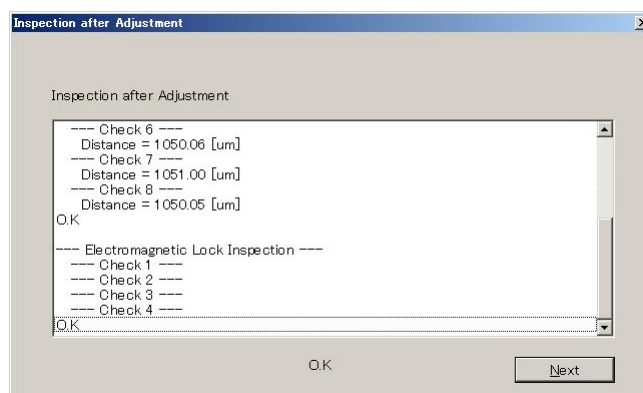 Inspection after Adjustment
Inspection after Adjustment
--- Check 6 ---
Distance = 1050.06 [um]
--- Check 7 ---
Distance = 1051.00 [um]
--- Check 8 ---
Distance = 1050.05 [um]
O.K
--- Electromagnetic Lock Inspection ---
--- Check 1 ---
--- Check 2 ---
--- Check 3 ---
--- Check 4 ---
O.K
O.K
Next